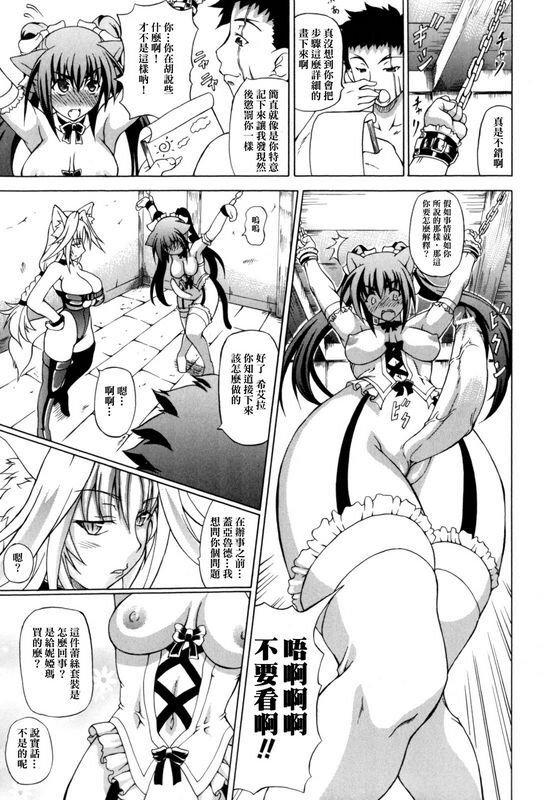 真是不錯啊
真沒想到你會把
步驟這麼詳細的
畫下來啊
簡直就像是你特意
記下來讓我發現然
後懲罰你一樣
你…你在胡說些
什麼啊！
才不是這樣吶！
假如事情就如你
所說的那樣，那這
你要怎麼解釋？
唔啊啊啊
不要看啊!!
嗚嗚
好了 希艾拉
你知道接下來
該怎麼做的
嗯…
啊啊…
在辦事之前…
蓋亞魯德…我
想問你個問題
嗯？
這件蕾絲套裝是
怎麼回事？
是給妮婭瑪
買的麼？
說實話…
不是的呢